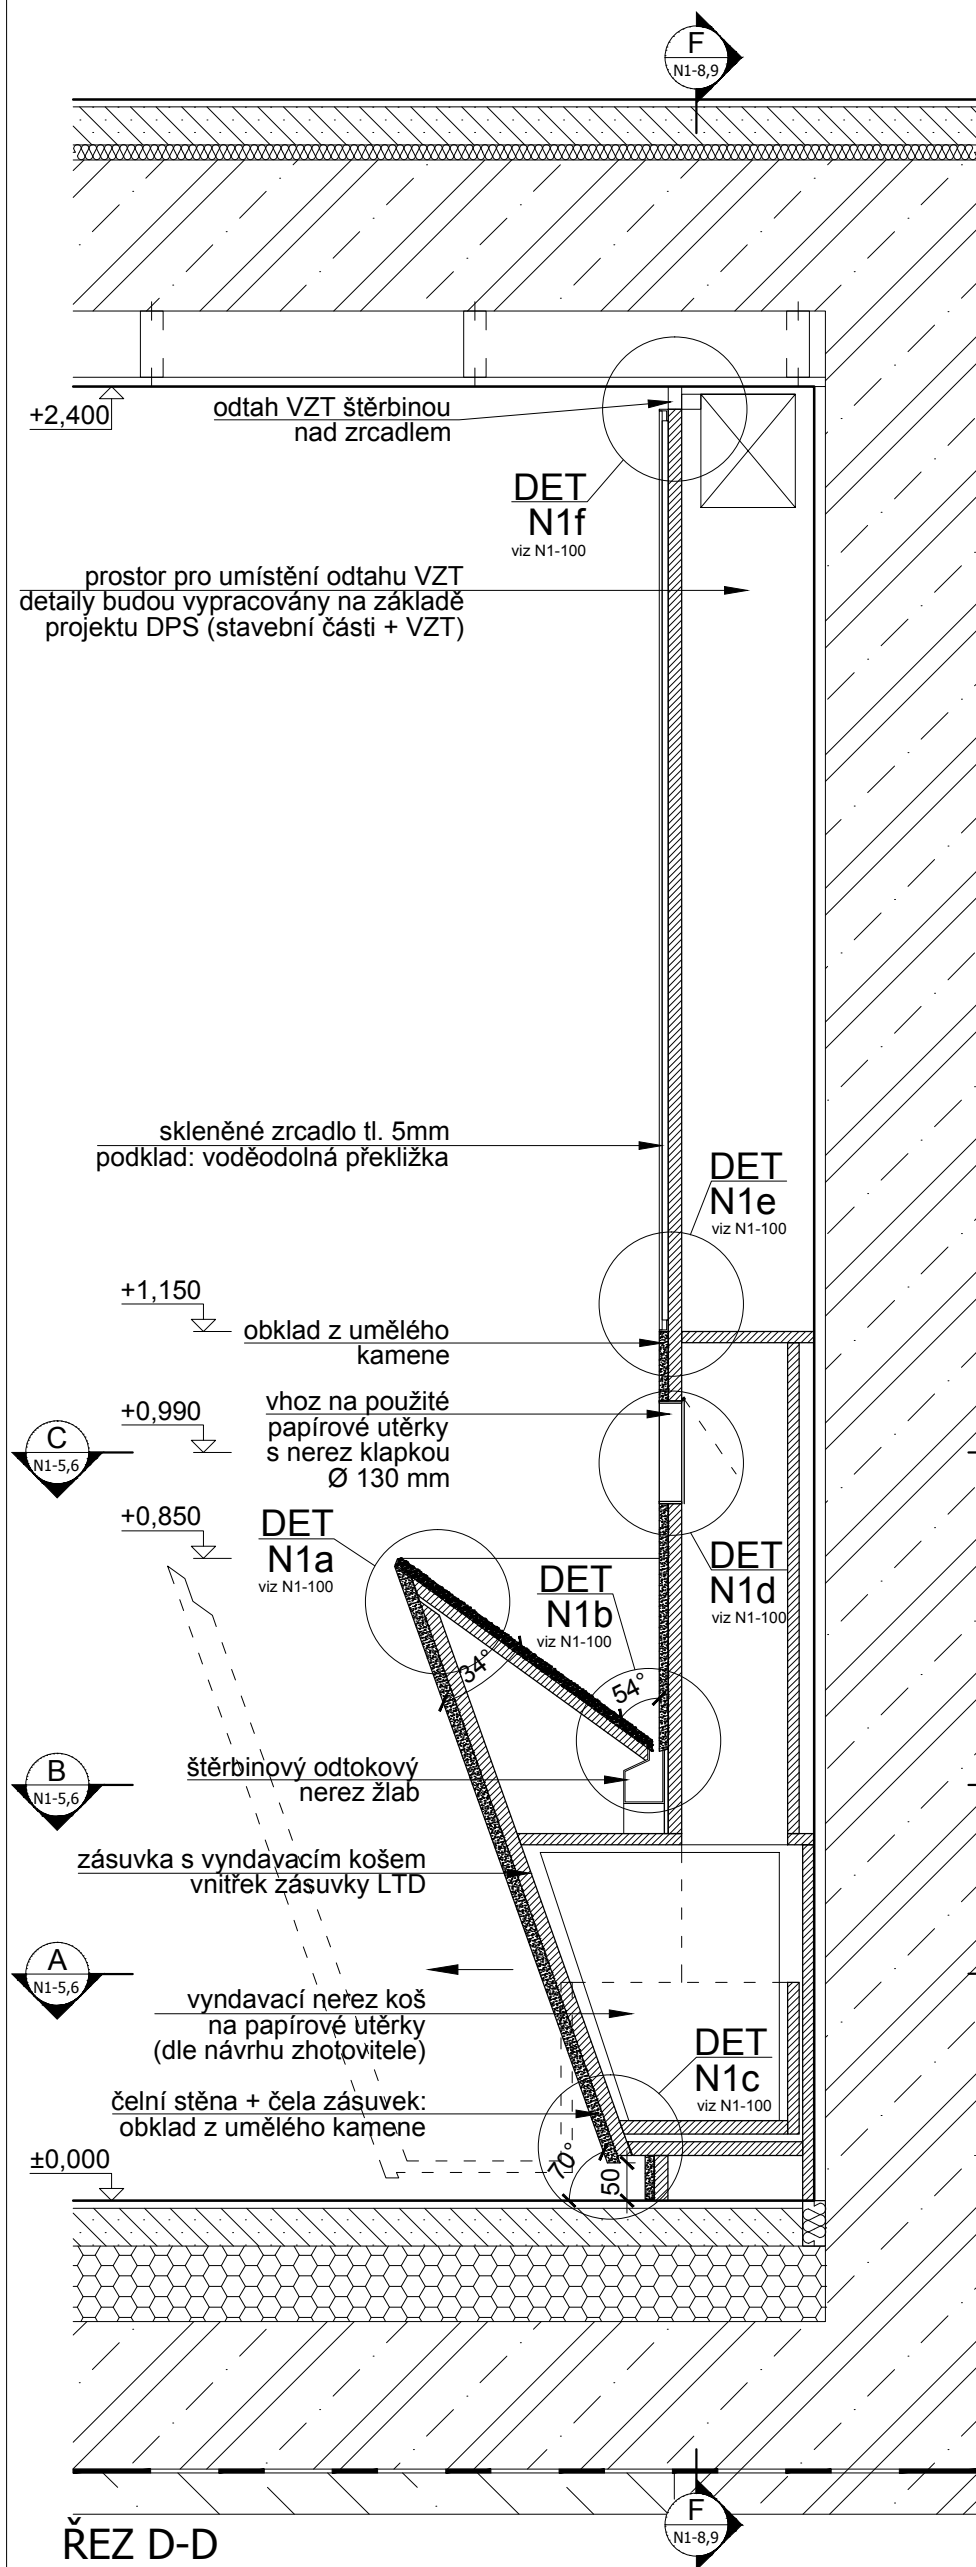 F
N1-8,9
+2,400
odtah VZT štěrbinou
nad zrcadlem
DET
N1f
viz N1-100
prostor pro umístění odtahu VZT
detaily budou vypracovány na základě
projektu DPS (stavební části + VZT)
skleněné zrcadlo tl. 5mm
podklad: voděodolná překližka
DET
N1e
viz N1-100
+1,150
obklad z umělého
kamene
+0,990
vhoz na použité
papírové utěrky
s nerez klapkou
Ø 130 mm
C
N1-5,6
+0,850
DET
N1a
viz N1-100
DET
N1b
viz N1-100
DET
N1d
viz N1-100
34°
54°
B
N1-5,6
štěrbinový odtokový
nerez žlab
zásuvka s vyndavacím košem
vnitřek zásuvky LTD
A
N1-5,6
vyndavací nerez koš
na papírové utěrky
(dle návrhu zhotovitele)
DET
N1c
viz N1-100
čelní stěna + čela zásuvek:
obklad z umělého kamene
±0,000
70°
50
F
N1-8,9
ŘEZ D-D